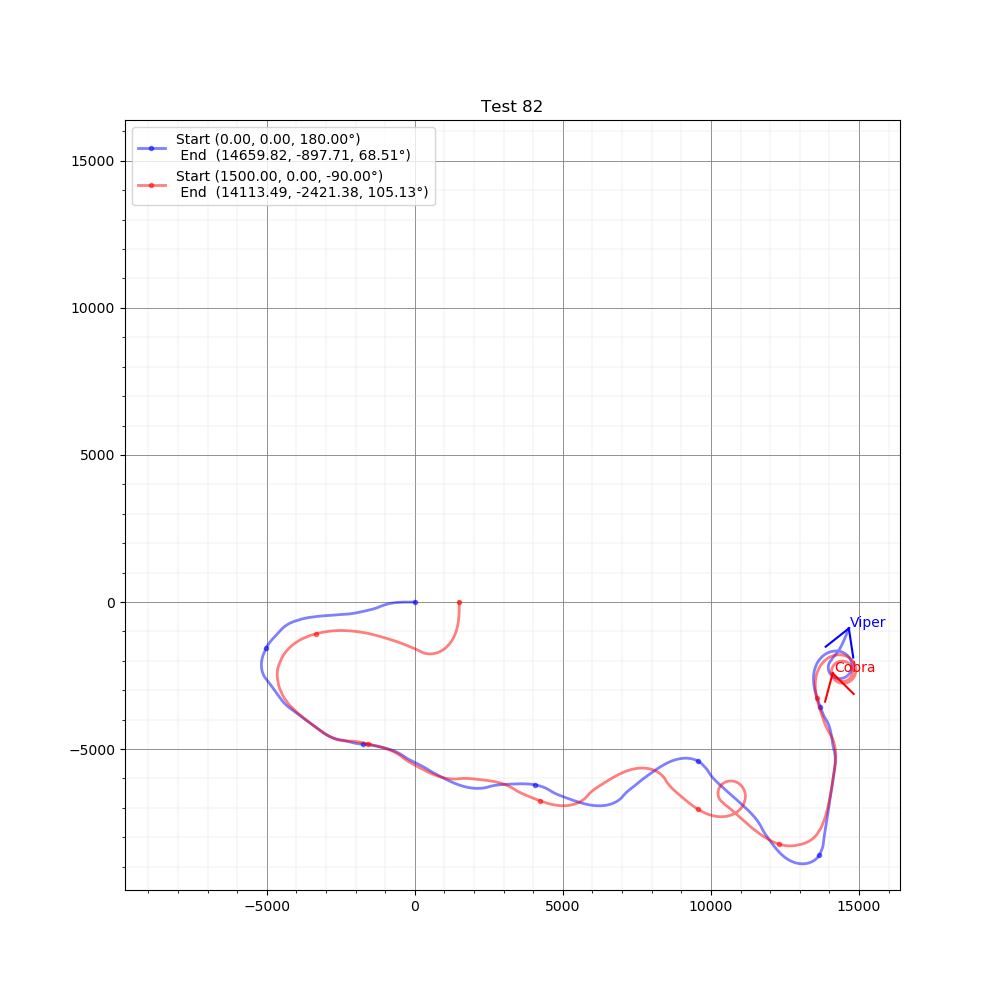 Test 82
Start (0.00, 0.00, 180.00°)
End (14659.82, -897.71, 68.51°)
Start (1500.00, 0.00, -90.00°)
End (14113.49, -2421.38, 105.13°)
15000
10000
5000
0
−5000
Viper
Cobra
−5000
0
5000
10000
15000